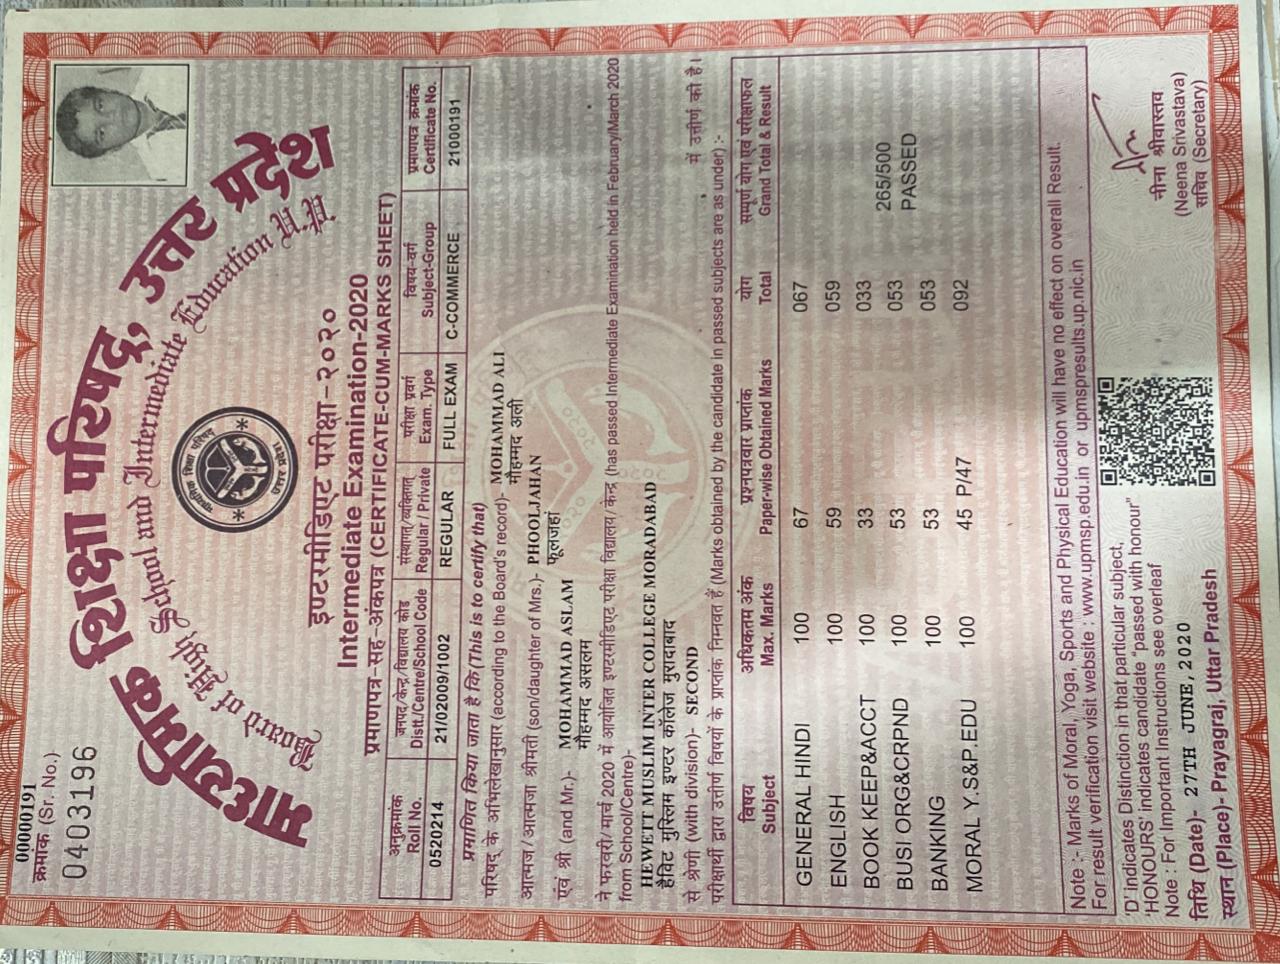 00000191
क्रमांक (Sr. No.)
0403196
माध्यमिक शिक्षा परिषद्, उत्तर प्रदेश
Board of High School and Intermediate Education U.P.
माध्यमिक शिक्षा परिषद्
उत्तर प्रदेश
इण्टरमीडिएट परीक्षा-२०२०
Intermediate Examination-2020
प्रमाणपत्र-सह-अंकपत्र (CERTIFICATE-CUM-MARKS SHEET)
अनुक्रमांक जनपद/केन्द्र/विद्यालय कोड संस्थागत/व्यक्तिगत परीक्षा प्रवर्ग विषय-वर्ग प्रमाणपत्र क्रमांक
Roll No. Distt/Centre/School Code Regular / Private Exam. Type Subject-Group Certificate No.
0520214 21/02009/1002 REGULAR FULL EXAM C-COMMERCE 21000191
प्रमाणित किया जाता है कि (This is to certify that)
परिषद् के अभिलेखानुसार (according to the Board's record)- MOHAMMAD ALI
मौहम्मद अली
आत्मज/आत्मजा श्रीमती (son/daughter of Mrs.)- PHOOLJAHAN
फूलजहां
एवं श्री (and Mr.)- MOHAMMAD ASLAM
मौहम्मद असलम
ने फरवरी/मार्च 2020 में आयोजित इण्टरमीडिएट परीक्षा विद्यालय/केन्द्र (has passed Intermediate Examination held in February/March 2020
from School/Centre)-
HEWETT MUSLIM INTER COLLEGE MORADABAD
हैविट मुस्लिम इण्टर कॉलेज मुरादाबाद
से श्रेणी (with division)- SECOND में उत्तीर्ण की है।
परीक्षार्थी द्वारा उत्तीर्ण विषयों के प्राप्तांक निम्नवत हैं (Marks obtained by the candidate in passed subjects are as under) :-
विषय अधिकतम अंक प्रश्नपत्रवार प्राप्तांक योग सम्पूर्ण योग एवं परीक्षाफल
Subject Max. Marks Paper-wise Obtained Marks Total Grand Total & Result
GENERAL HINDI 100 67 067
ENGLISH 100 59 059
BOOK KEEP&ACCT 100 33 033
265/500
BUSI ORG&CRPND 100 53 053
PASSED
BANKING 100 53 053
MORAL Y.S&P.EDU 100 45 P/47 092
Note :- Marks of Moral, Yoga, Sports and Physical Education will have no effect on overall Result.
For result verification visit website : www.upmsp.edu.in or upmspresults.up.nic.in
'D' indicates Distinction in that particular subject,
'HONOURS' indicates candidate "passed with honour"
Note : For Important Instructions see overleaf
तिथि (Date)- 27TH JUNE, 2020
स्थान (Place)- Prayagraj, Uttar Pradesh
नीना श्रीवास्तव
(Neena Srivastava)
सचिव (Secretary)